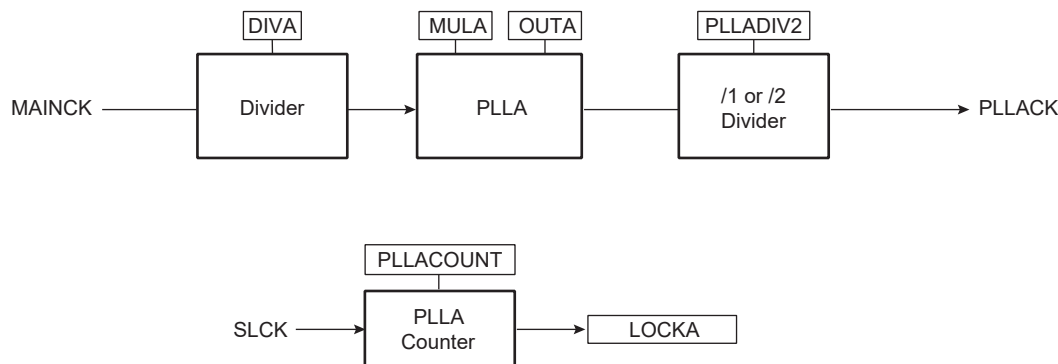 DIVA
MULA
OUTA
PLLADIV2
MAINCK
Divider
PLLA
/1 or /2
Divider
PLLACK
PLLACOUNT
SLCK
PLLA
Counter
LOCKA